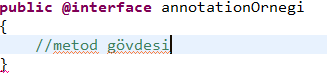 public @interface annotationOrnegi
{
//metod gövdesi
}